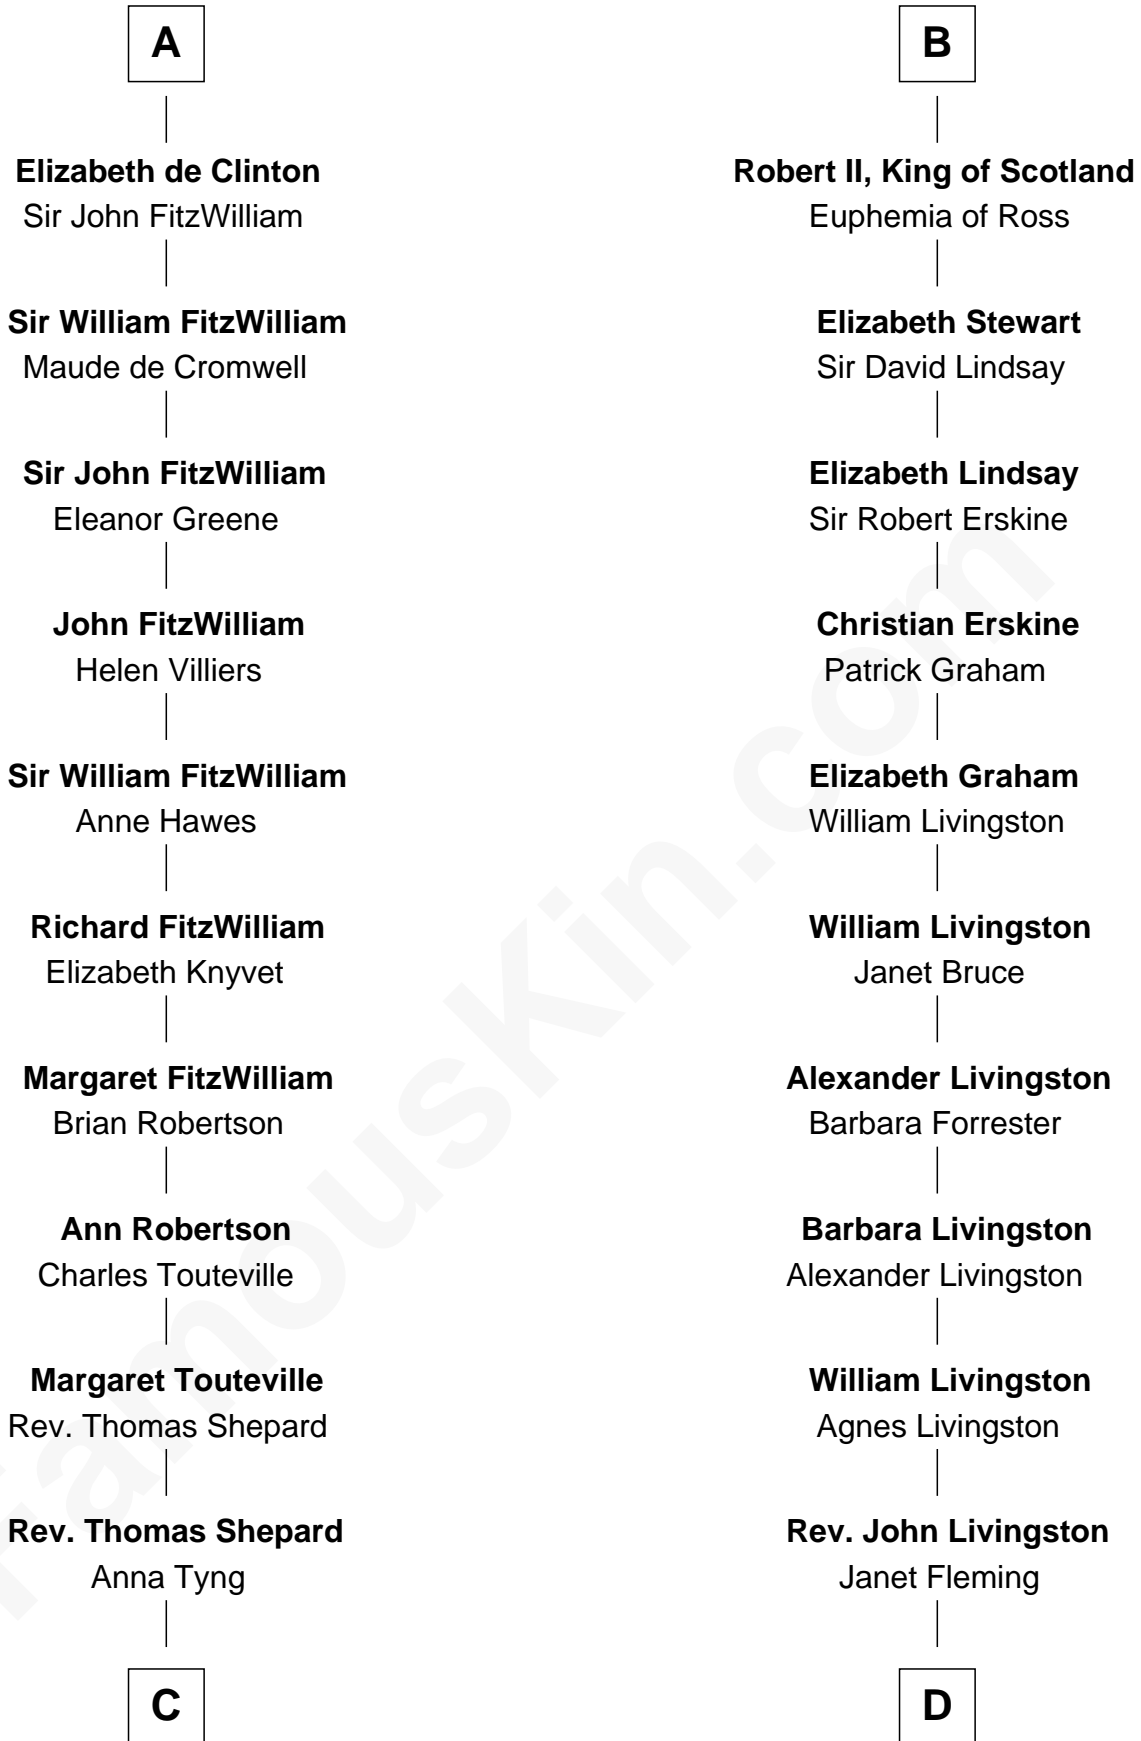 A
Elizabeth de Clinton
Sir John FitzWilliam
Sir William FitzWilliam
Maude de Cromwell
Sir John FitzWilliam
Eleanor Greene
John FitzWilliam
Helen Villiers
Sir William FitzWilliam
Anne Hawes
Richard FitzWilliam
Elizabeth Knyvet
Margaret FitzWilliam
Brian Robertson
Ann Robertson
Charles Touteville
Margaret Touteville
Rev. Thomas Shepard
Rev. Thomas Shepard
Anna Tyng
C
B
Robert II, King of Scotland
Euphemia of Ross
Elizabeth Stewart
Sir David Lindsay
Elizabeth Lindsay
Sir Robert Erskine
Christian Erskine
Patrick Graham
Elizabeth Graham
William Livingston
William Livingston
Janet Bruce
Alexander Livingston
Barbara Forrester
Barbara Livingston
Alexander Livingston
William Livingston
Agnes Livingston
Rev. John Livingston
Janet Fleming
D
FamousKin.com